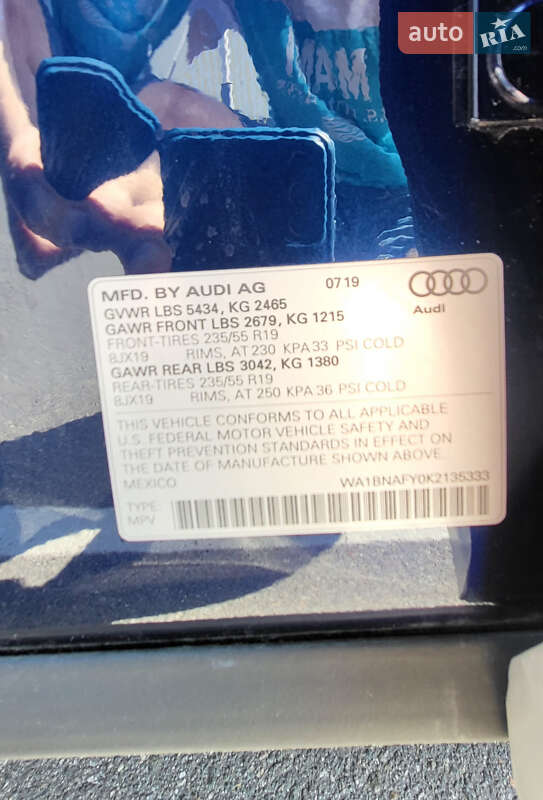 auto RIA
.com
MAM
MFD. BY AUDI AG 07 19
Audi
GVWR LBS 5434, KG 2465
GAWR FRONT LBS 2679, KG 1215
FRONT-TIRES 235/55 R19
8JX19 RIMS, AT 230 KPA 33 PSI COLD
GAWR REAR LBS 3042, KG 1380
REAR-TIRES 235/55 R19
8JX19 RIMS, AT 250 KPA 36 PSI COLD
THIS VEHICLE CONFORMS TO ALL APPLICABLE
U.S. FEDERAL MOTOR VEHICLE SAFETY AND
THEFT PREVENTION STANDARDS IN EFFECT ON
THE DATE OF MANUFACTURE SHOWN ABOVE.
MEXICO WA1BNAFY0K2135333
TYPE:
MPV